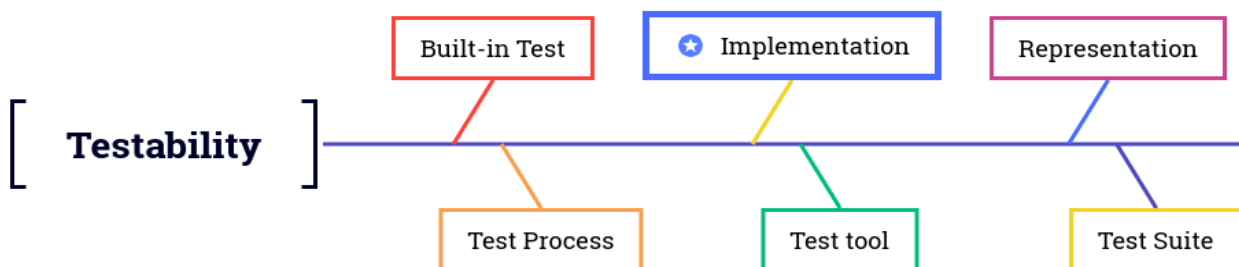 Built-in Test
Implementation
Representation
Testability
Test Process
Test tool
Test Suite